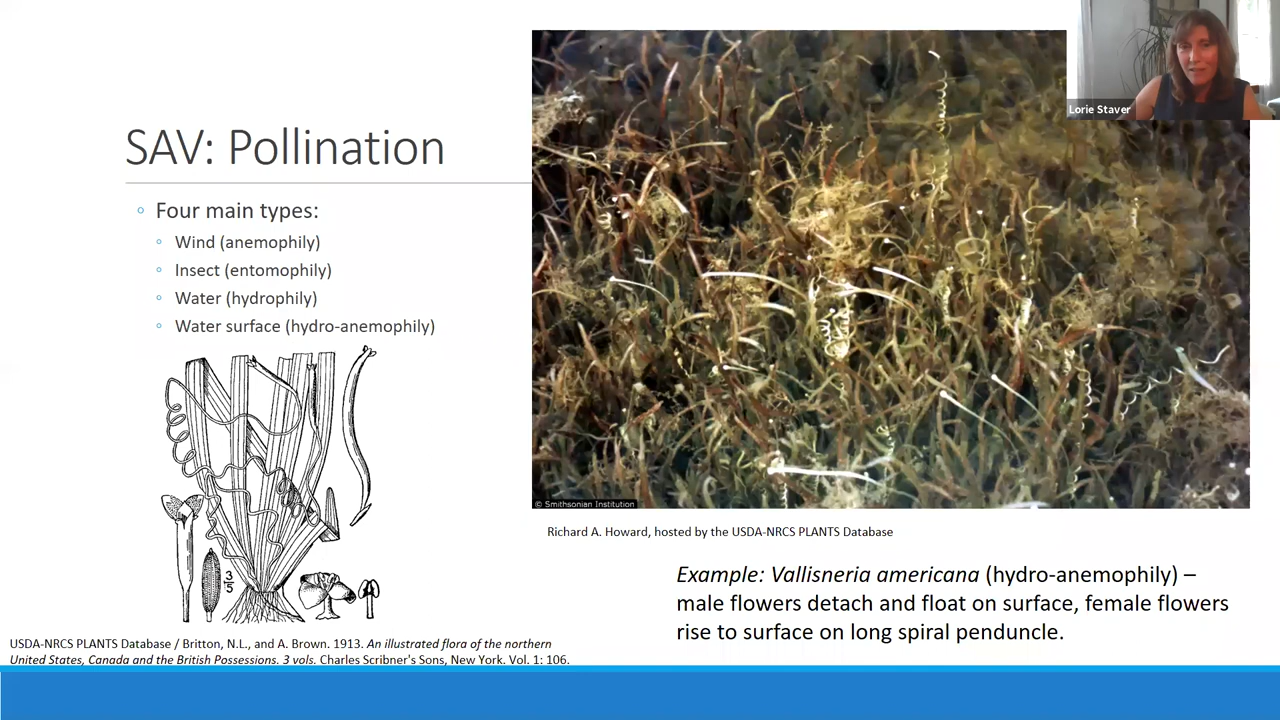 Lorie Staver
SAV: Pollination
Four main types:
Wind (anemophily)
Insect (entomophily)
Water (hydrophily)
Water surface (hydro-anemophily)
3
5
© Smithsonian Institution
Richard A. Howard, hosted by the USDA-NRCS PLANTS Database
Example: Vallisneria americana (hydro-anemophily) –
male flowers detach and float on surface, female flowers
rise to surface on long spiral penduncle.
USDA-NRCS PLANTS Database / Britton, N.L., and A. Brown. 1913. An illustrated flora of the northern
United States, Canada and the British Possessions. 3 vols. Charles Scribner's Sons, New York. Vol. 1: 106.